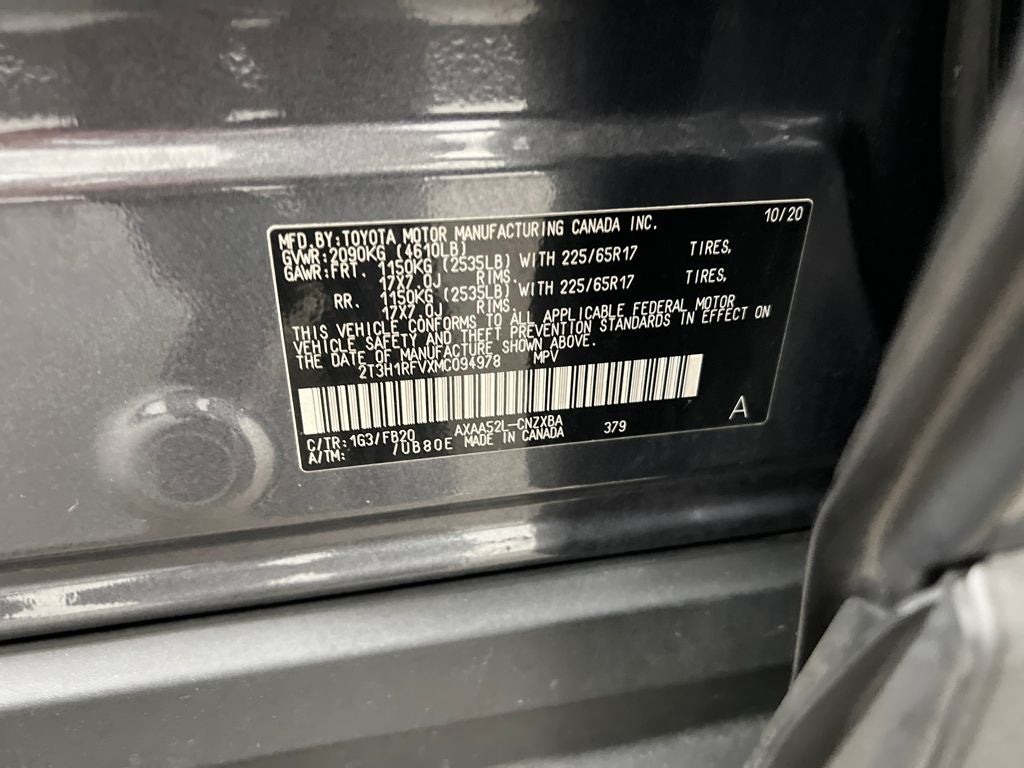 MFD.BY:TOYOTA MOTOR MANUFACTURING CANADA INC. 10/20
GVWR:2090KG (4610LB)
GAWR:FRT. 1150KG (2535LB) WITH 225/65R17 TIRES,
17X7.0J RIMS.
RR. 1150KG (2535LB) WITH 225/65R17 TIRES,
17X7.0J RIMS.
THIS VEHICLE CONFORMS TO ALL APPLICABLE FEDERAL MOTOR
VEHICLE SAFETY AND THEFT PREVENTION STANDARDS IN EFFECT ON
THE DATE OF MANUFACTURE SHOWN ABOVE.
2T3H1RFVXMC094978 MPV
C/TR: 1G3/FB20 AXAA52L-CNZXBA 379 A
A/TM: /UB80E MADE IN CANADA